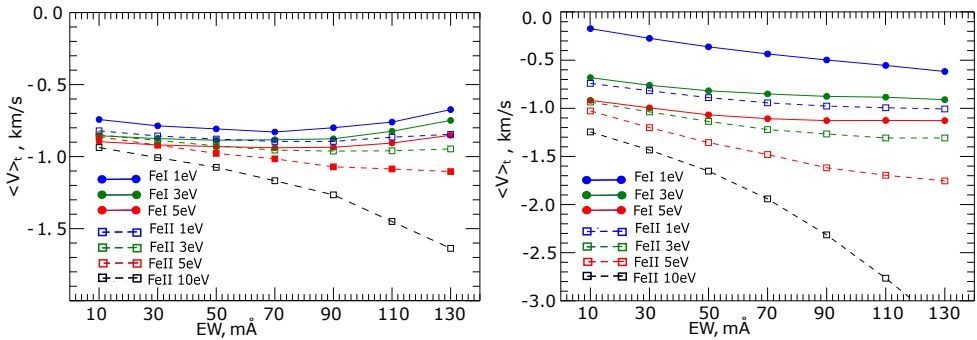 0.0
-0.5
-1.0
-1.5
<V>t, km/s
FeI 1eV
FeI 3eV
FeI 5eV
FeII 1eV
FeII 3eV
FeII 5eV
FeII 10eV
10 30 50 70 90 110 130
EW, mÅ
0.0
-0.5
-1.0
-1.5
-2.0
-2.5
-3.0
<V>t, km/s
FeI 1eV
FeI 3eV
FeI 5eV
FeII 1eV
FeII 3eV
FeII 5eV
FeII 10eV
10 30 50 70 90 110 130
EW, mÅ